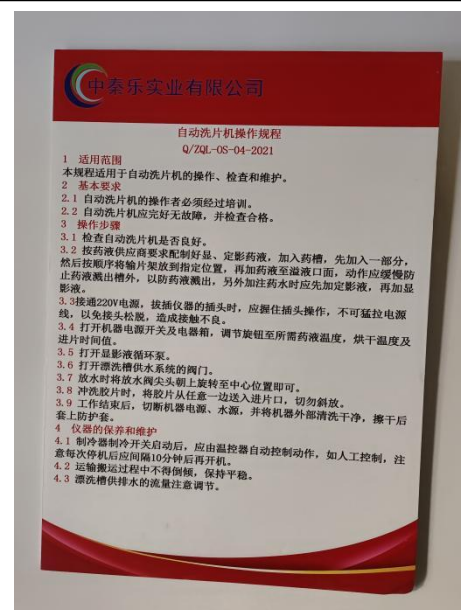 中秦乐实业有限公司
自动洗片机操作规程
Q/ZQL-OS-04-2021
1 适用范围
本规程适用于自动洗片机的操作、检查和维护。
2 基本要求
2.1 自动洗片机的操作者必须经过培训。
2.2 自动洗片机应完好无故障，并检查合格。
3 操作步骤
3.1 检查自动洗片机是否良好。
3.2 按药液供应商要求配制好显、定影药液，加入药槽，先加入一部分，
然后按顺序将输片架放到指定位置，再加药液至溢液口面，动作应缓慢防
止药液溅出槽外，以防药液溅出，另外加注药水时应先加定影液，再加显
影液。
3.3接通220V电源，拔插仪器的插头时，应握住插头操作，不可猛拉电源
线，以免接头松脱，造成接触不良。
3.4 打开机器电源开关及电器箱，调节旋钮至所需药液温度，烘干温度及
进片时间值。
3.5 打开显影液循环泵。
3.6 打开漂洗槽供水系统的阀门。
3.7 放水时将放水阀尖头朝上旋转至中心位置即可。
3.8 冲洗胶片时，将胶片从任意一边送入进片口，切勿斜放。
3.9 工作结束后，切断机器电源、水源，并将机器外部清洗干净，擦干后
套上防护套。
4 仪器的保养和维护
4.1 制冷器制冷开关启动后，应由温控器自动控制动作，如人工控制，注
意每次停机后应间隔10分钟后再开机。
4.2 运输搬运过程中不得倒倾，保持平稳。
4.3 漂洗槽供排水的流量注意调节。